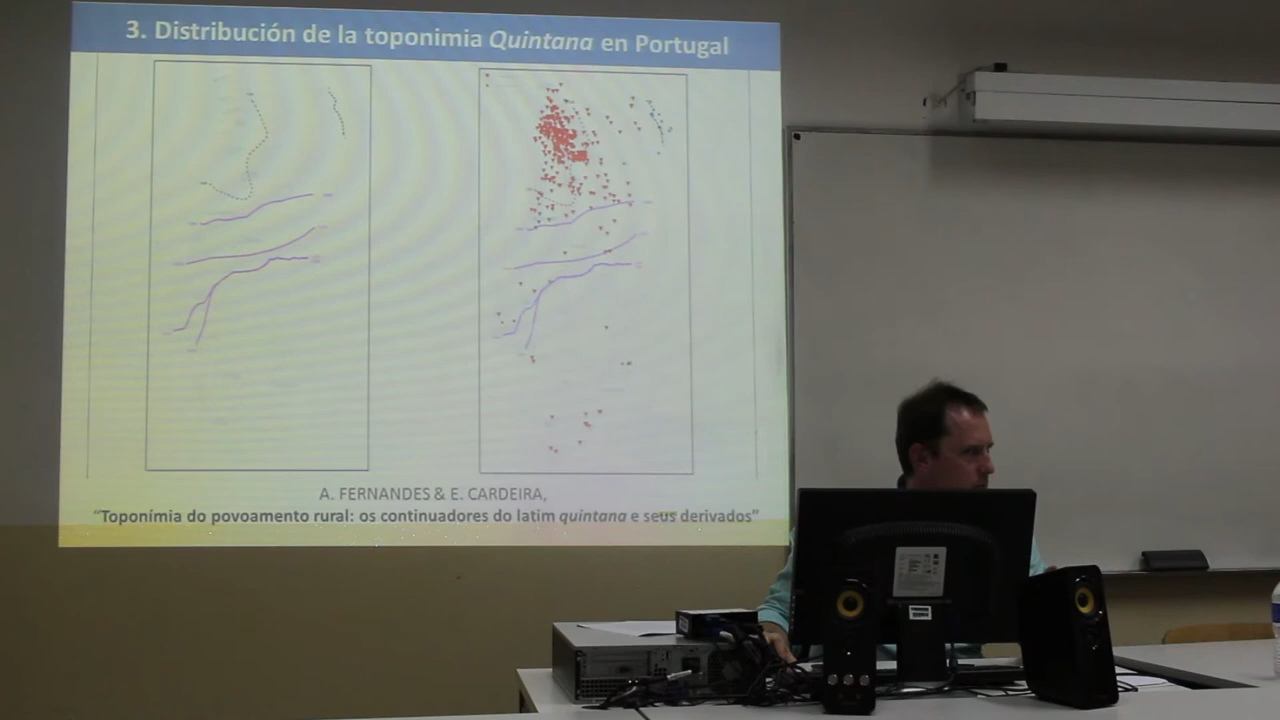 3. Distribución de la toponimia Quintana en Portugal
A. FERNANDES & E. CARDEIRA,
"Toponímia do povoamento rural: os continuadores do latim quintana e seus derivados"